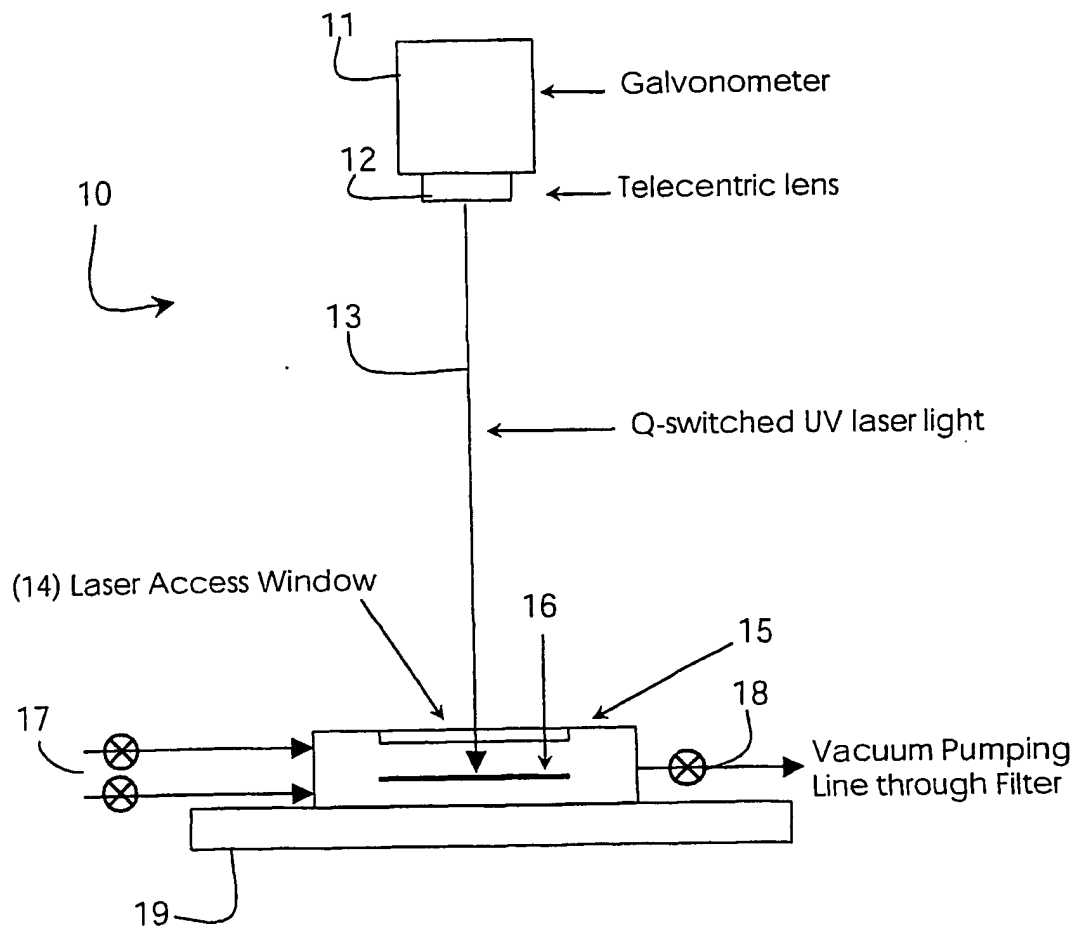 11
Galvonometer
12
Telecentric lens
10
13
Q-switched UV laser light
(14) Laser Access Window
16
15
17
18
Vacuum Pumping
Line through Filter
19